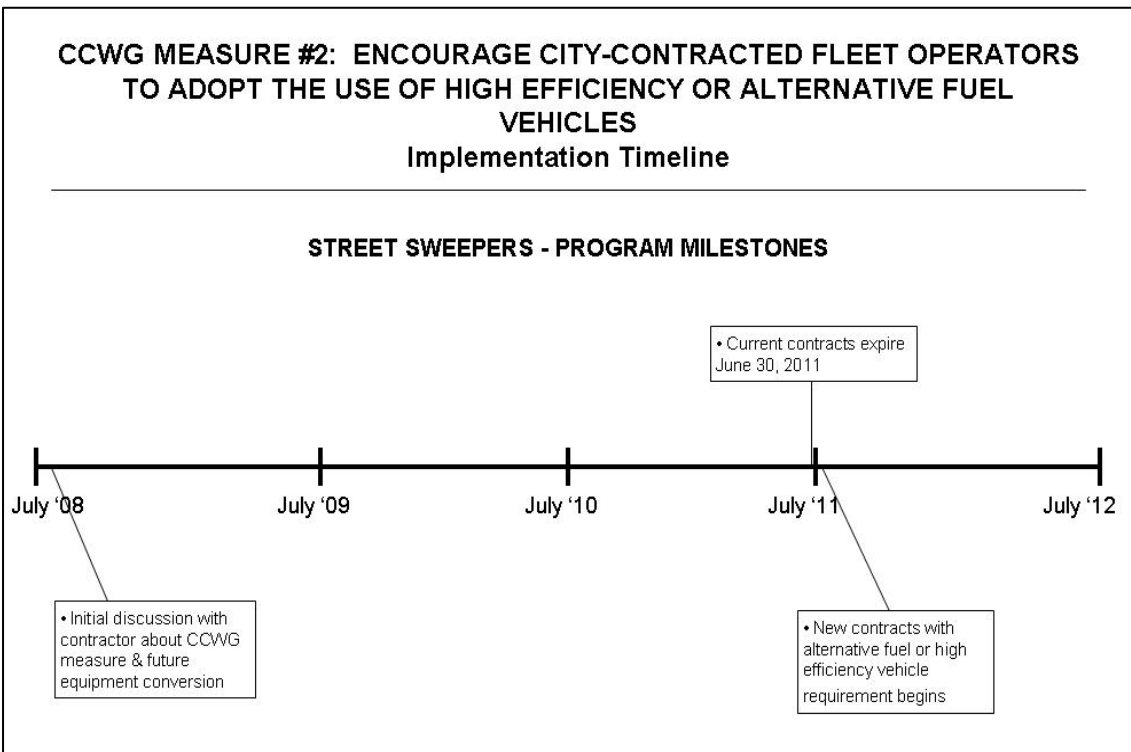 CCWG MEASURE #2: ENCOURAGE CITY-CONTRACTED FLEET OPERATORS
TO ADOPT THE USE OF HIGH EFFICIENCY OR ALTERNATIVE FUEL
VEHICLES
Implementation Timeline
STREET SWEEPERS - PROGRAM MILESTONES
• Current contracts expire
June 30, 2011
July ‘08
July ‘09
July ‘10
July ‘11
July ‘12
• Initial discussion with
contractor about CCWG
measure & future
equipment conversion
• New contracts with
alternative fuel or high
efficiency vehicle
requirement begins